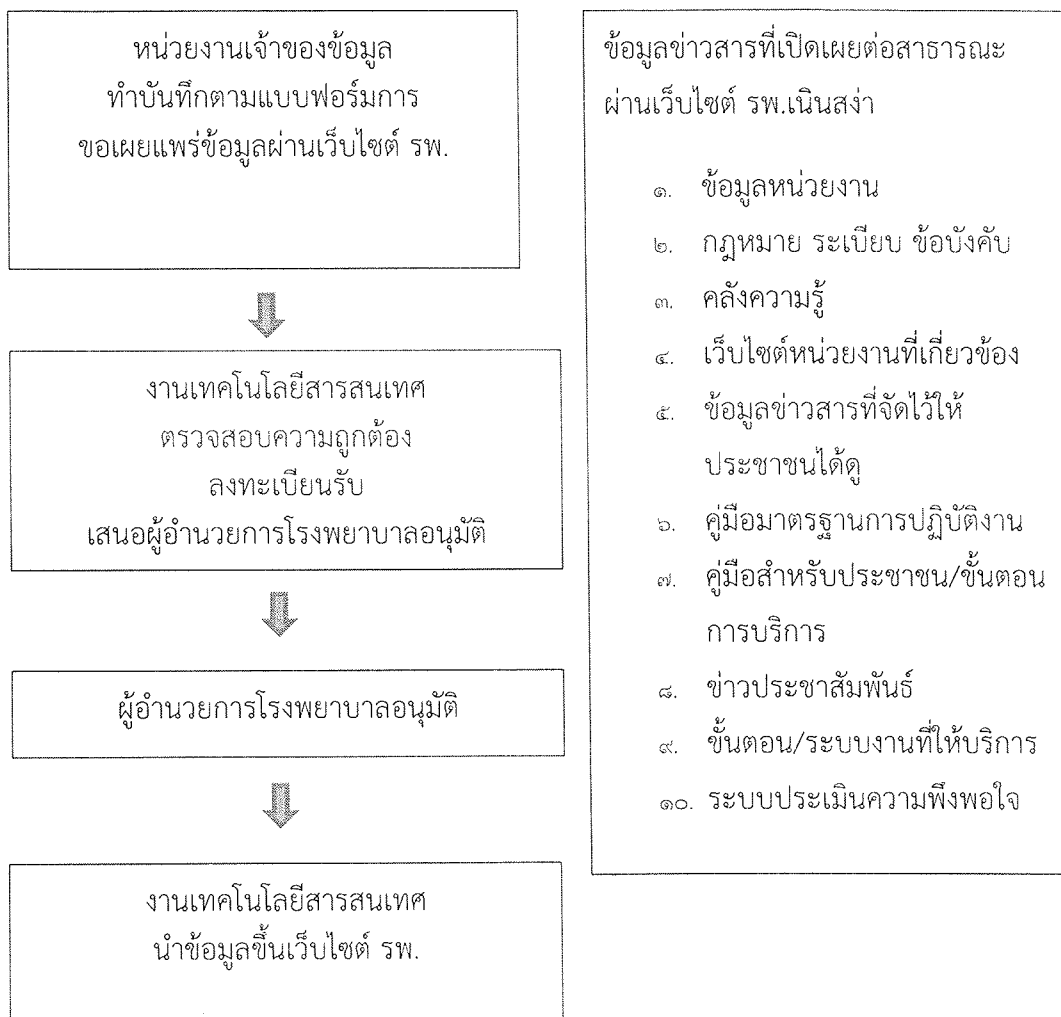 หน่วยงานเจ้าของข้อมูล
ทำบันทึกตามแบบฟอร์มการ
ขอเผยแพร่ข้อมูลผ่านเว็บไซต์ รพ.
งานเทคโนโลยีสารสนเทศ
ตรวจสอบความถูกต้อง
ลงทะเบียนรับ
เสนอผู้อำนวยการโรงพยาบาลอนุมัติ
ผู้อำนวยการโรงพยาบาลอนุมัติ
งานเทคโนโลยีสารสนเทศ
นำข้อมูลขึ้นเว็บไซต์ รพ.
ข้อมูลข่าวสารที่เปิดเผยต่อสาธารณะ
ผ่านเว็บไซต์ รพ.เนินสง่า
๑. ข้อมูลหน่วยงาน
๒. กฎหมาย ระเบียบ ข้อบังคับ
๓. คลังความรู้
๔. เว็บไซต์หน่วยงานที่เกี่ยวข้อง
๕. ข้อมูลข่าวสารที่จัดไว้ให้
ประชาชนได้ดู
๖. คู่มือมาตรฐานการปฏิบัติงาน
๗. คู่มือสำหรับประชาชน/ขั้นตอน
การบริการ
๘. ข่าวประชาสัมพันธ์
๙. ขั้นตอน/ระบบงานที่ให้บริการ
๑๐. ระบบประเมินความพึงพอใจ